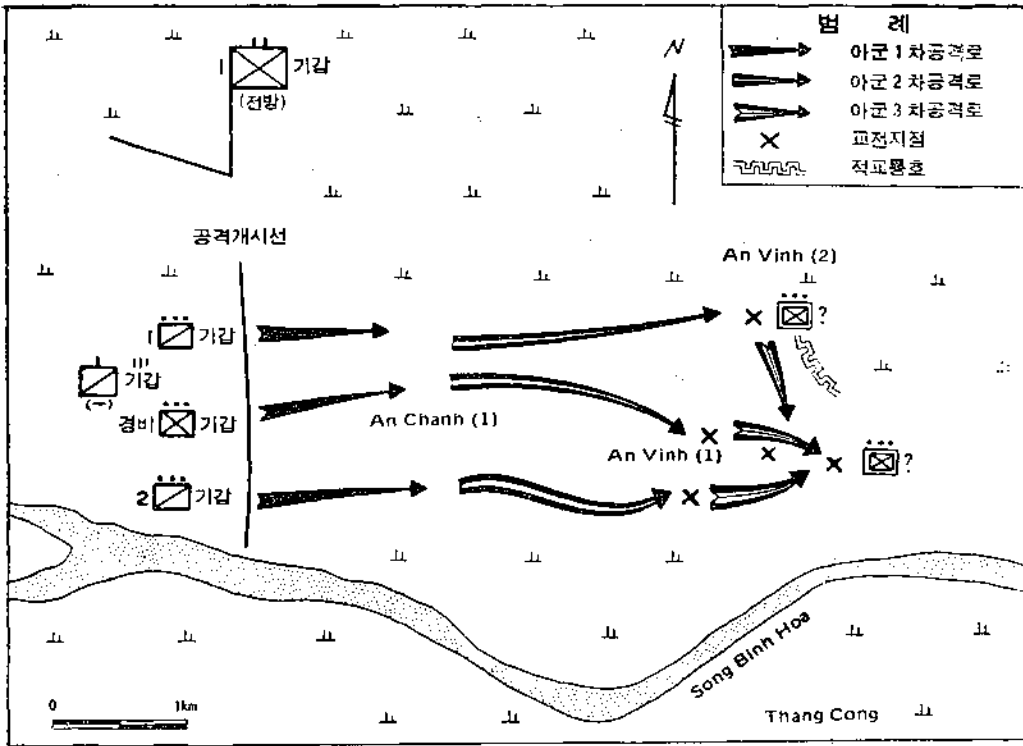 범 례
아군 1 차공격로
아군 2 차공격로
아군 3 차공격로
교전지점
적교통호
N
1 기갑
(전방)
공격개시선
An Vinh (2)
1 기갑
?
기갑
(-)
경비 기갑
An Chanh (1)
An Vinh (1)
?
2 기갑
Song Binh Hoa
0 1km
Thang Cong